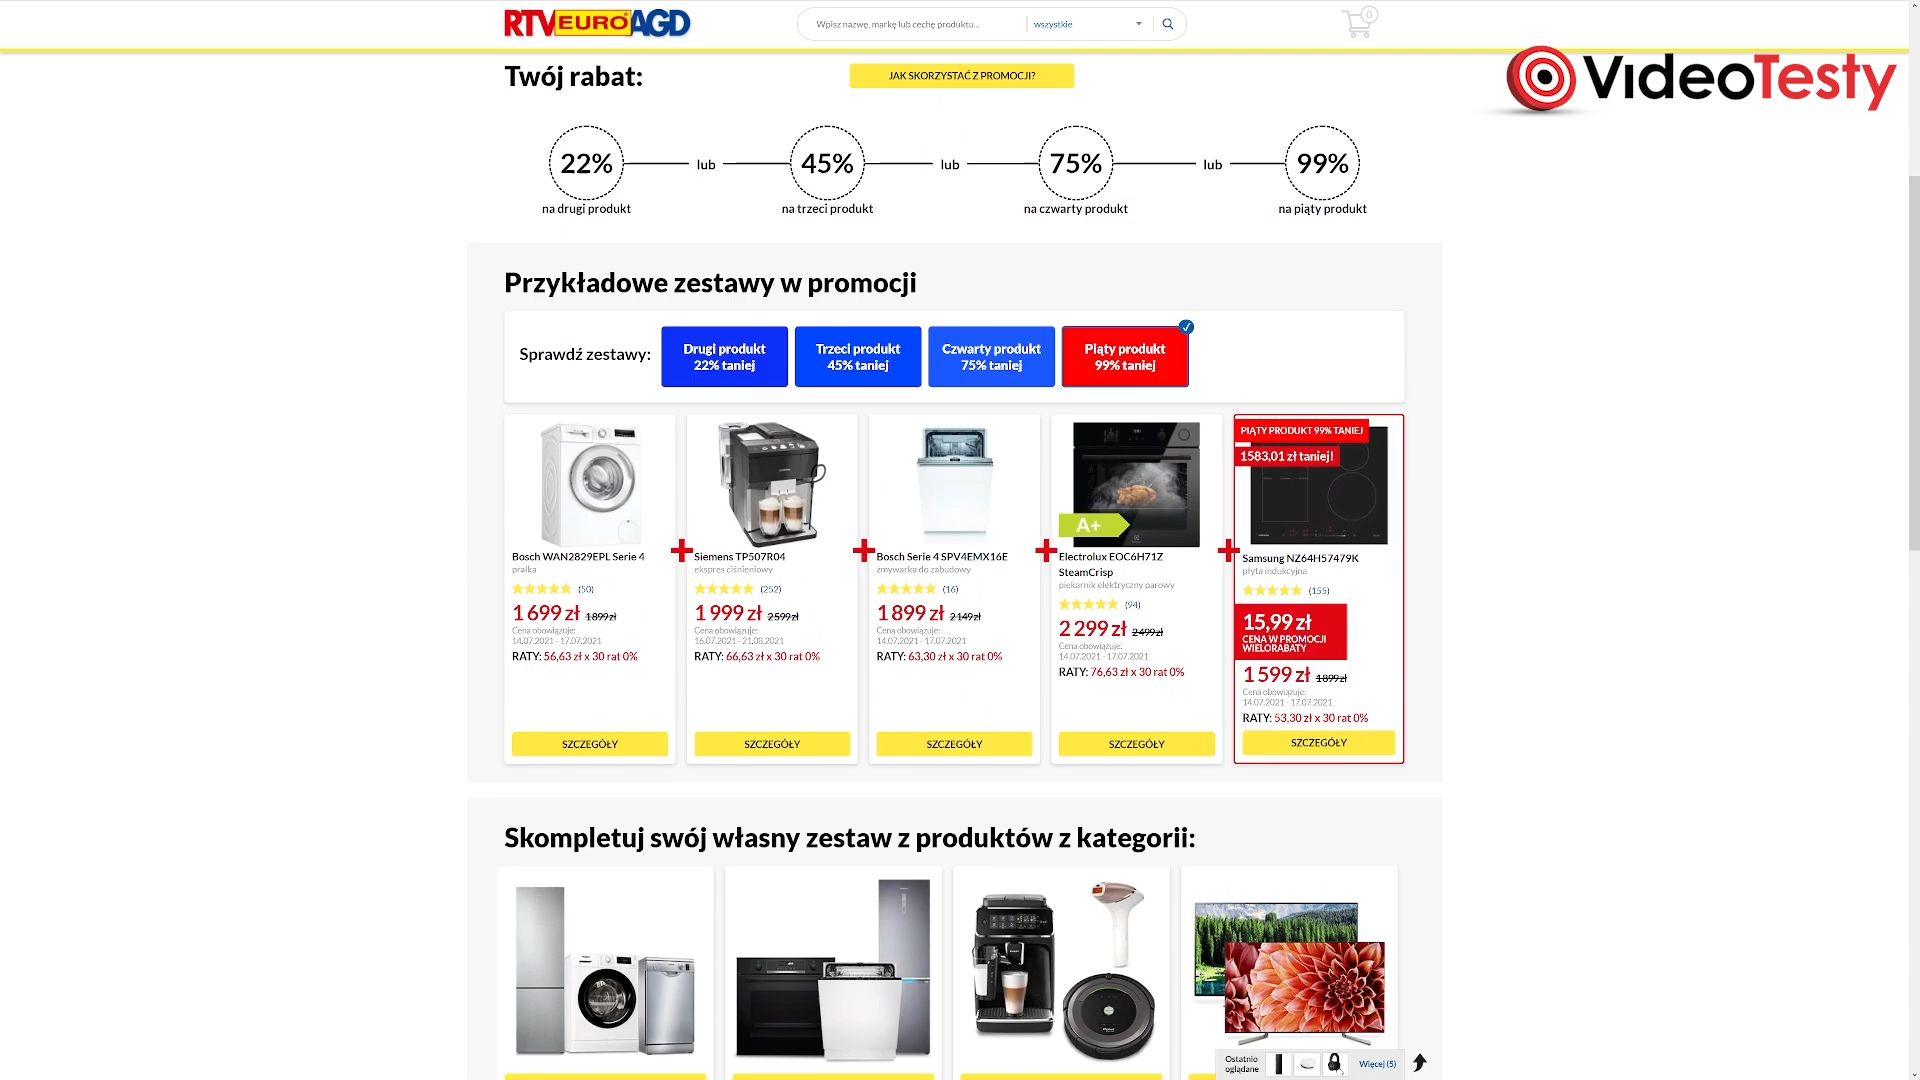 RTV EURO AGD
Wpisz nazwę, markę lub cechę produktu...
wszystkie
0
VideoTesty
Twój rabat:
JAK SKORZYSTAĆ Z PROMOCJI?
22%
lub
45%
lub
75%
lub
99%
na drugi produkt
na trzeci produkt
na czwarty produkt
na piąty produkt
Przykładowe zestawy w promocji
Sprawdź zestawy:
Drugi produkt
22% taniej
Trzeci produkt
45% taniej
Czwarty produkt
75% taniej
Piąty produkt
99% taniej
Bosch WAN2829EPL Serie 4
pralka
(50)
1 699 zł 1 899 zł
Cena obowiązuje:
14.07.2021 - 17.07.2021
RATY: 56,63 zł x 30 rat 0%
SZCZEGÓŁY
Siemens TP507R04
ekspres ciśnieniowy
(252)
1 999 zł 2 599 zł
Cena obowiązuje:
16.07.2021 - 21.08.2021
RATY: 66,63 zł x 30 rat 0%
SZCZEGÓŁY
Bosch Serie 4 SPV4EMX16E
zmywarka do zabudowy
(16)
1 899 zł 2 149 zł
Cena obowiązuje:
14.07.2021 - 17.07.2021
RATY: 63,30 zł x 30 rat 0%
SZCZEGÓŁY
A+
Electrolux EOC6H71Z
SteamCrisp
piekarnik elektryczny parowy
(94)
2 299 zł 2 499 zł
Cena obowiązuje:
14.07.2021 - 17.07.2021
RATY: 76,63 zł x 30 rat 0%
SZCZEGÓŁY
PIĄTY PRODUKT 99% TANIEJ
1583,01 zł taniej!
Samsung NZ64H57479K
płyta indukcyjna
(155)
15,99 zł
CENA W PROMOCJI
WIELORABATY
1 599 zł 1 899 zł
Cena obowiązuje:
14.07.2021 - 17.07.2021
RATY: 53,30 zł x 30 rat 0%
SZCZEGÓŁY
Skompletuj swój własny zestaw z produktów z kategorii:
Ostatnio
oglądane
Więcej (5)